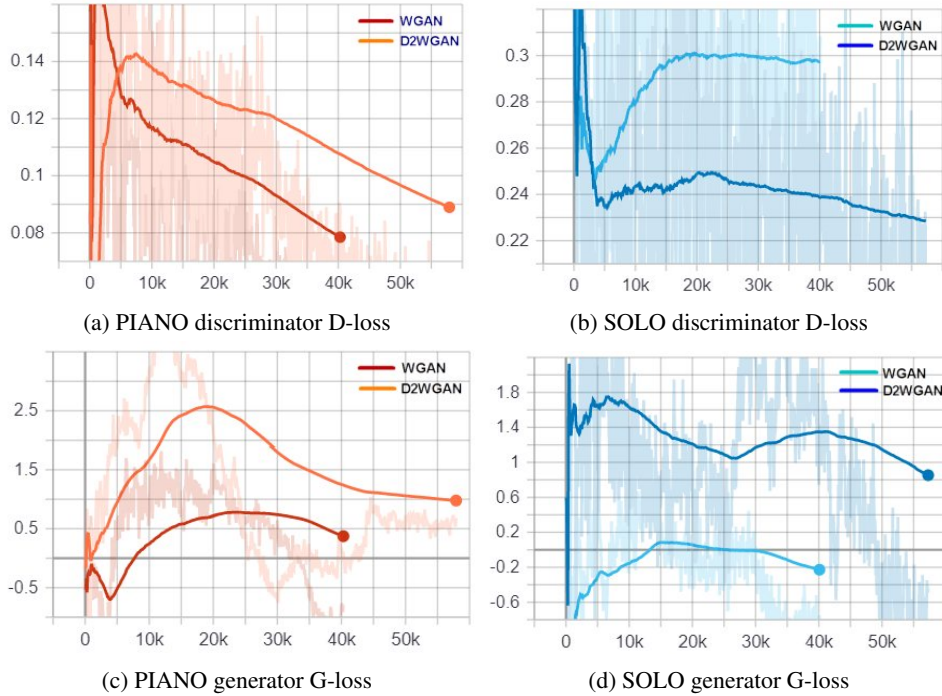 WGAN
D2WGAN
0.14
0.12
0.1
0.08
0 10k 20k 30k 40k 50k
(a) PIANO discriminator D-loss
WGAN
D2WGAN
0.3
0.28
0.26
0.24
0.22
0 10k 20k 30k 40k 50k
(b) SOLO discriminator D-loss
WGAN
D2WGAN
2.5
1.5
0.5
-0.5
0 10k 20k 30k 40k 50k
(c) PIANO generator G-loss
WGAN
D2WGAN
1.8
1.4
1
0.6
0.2
-0.2
-0.6
0 10k 20k 30k 40k 50k
(d) SOLO generator G-loss